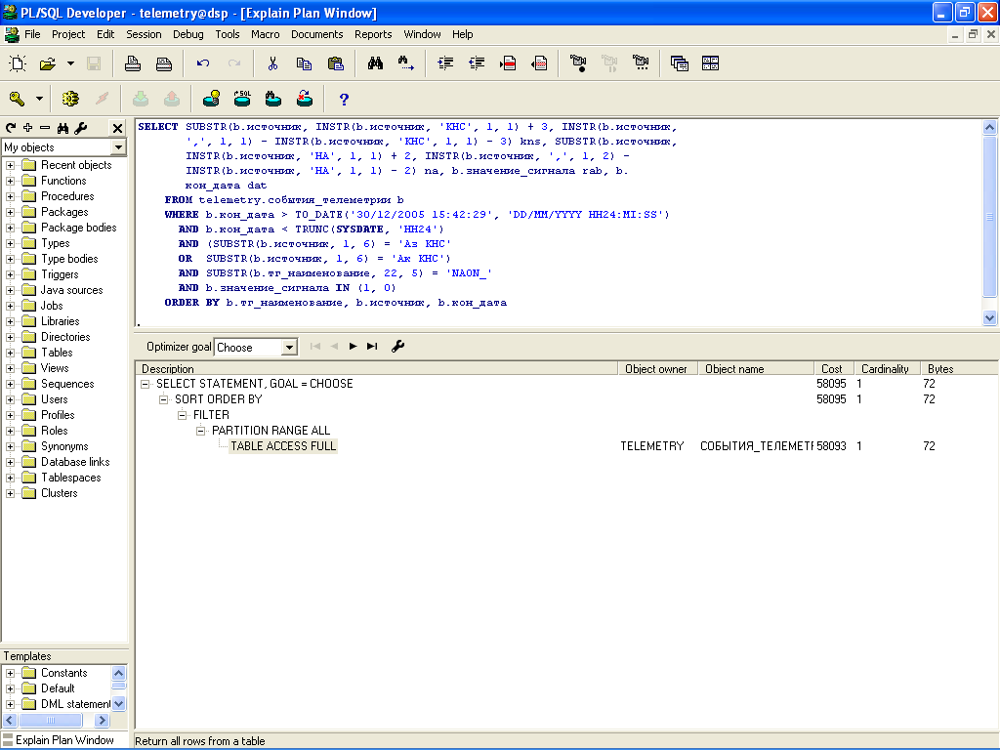 PL/SQL Developer - telemetry@dsp - [Explain Plan Window]
File Project Edit Session Debug Tools Macro Documents Reports Window Help
SQL
?
My objects
Recent objects
Functions
Procedures
Packages
Package bodies
Types
Type bodies
Triggers
Java sources
Jobs
Libraries
Directories
Tables
Views
Sequences
Users
Profiles
Roles
Synonyms
Database links
Tablespaces
Clusters
Templates
Constants
Default
DML statement
Explain Plan Window
SELECT SUBSTR(b.источник, INSTR(b.источник, 'КНС', 1, 1) + 3, INSTR(b.источник,
',', 1, 1) - INSTR(b.источник, 'КНС', 1, 1) - 3) kns, SUBSTR(b.источник,
INSTR(b.источник, 'НА', 1, 1) + 2, INSTR(b.источник, ',', 1, 2) -
INSTR(b.источник, 'НА', 1, 1) - 2) na, b.значение_сигнала rab, b.
кон_дата dat
FROM telemetry.события_телеметрии b
WHERE b.кон_дата > TO_DATE('30/12/2005 15:42:29', 'DD/MM/YYYY HH24:MI:SS')
AND b.кон_дата < TRUNC(SYSDATE, 'HH24')
AND (SUBSTR(b.источник, 1, 6) = 'Аз КНС'
OR SUBSTR(b.источник, 1, 6) = 'Ак КНС')
AND SUBSTR(b.тг_наименование, 22, 5) = 'NAON_'
AND b.значение_сигнала IN (1, 0)
ORDER BY b.тг_наименование, b.источник, b.кон_дата
.
Optimizer goal Choose
Description Object owner Object name Cost Cardinality Bytes
SELECT STATEMENT, GOAL = CHOOSE 58095 1 72
SORT ORDER BY 58095 1 72
FILTER
PARTITION RANGE ALL
TABLE ACCESS FULL TELEMETRY СОБЫТИЯ_ТЕЛЕМЕТР 58093 1 72
Return all rows from a table